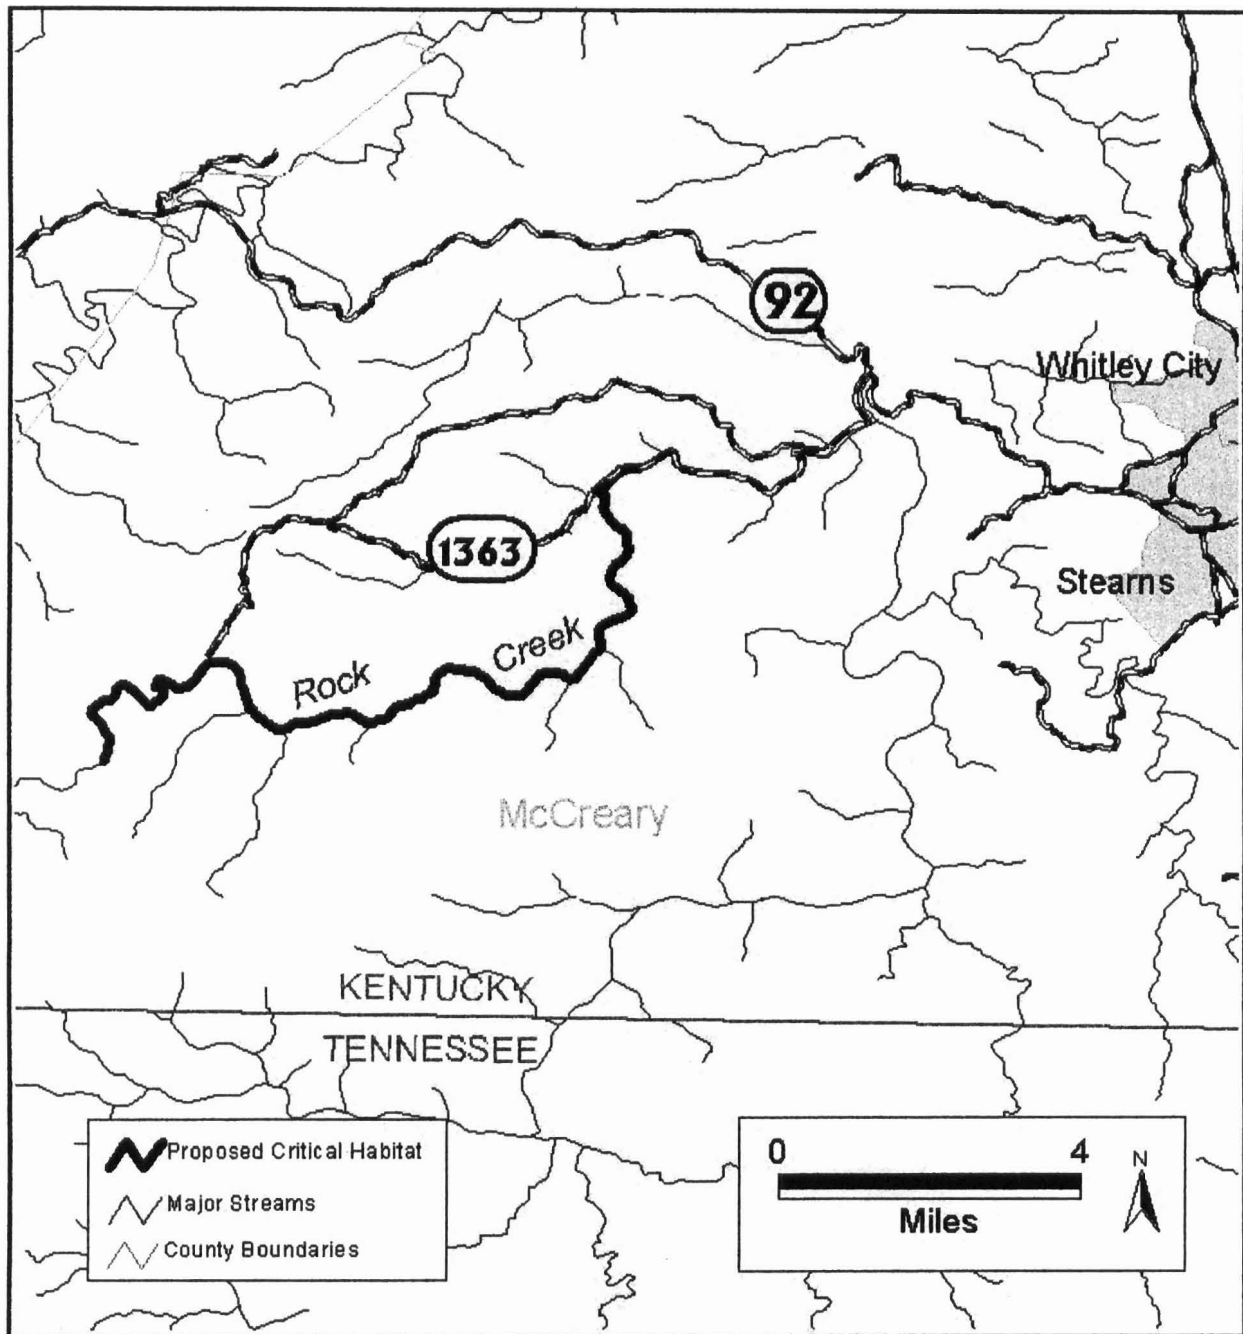 92
Whitley City
1363
Stearns
Rock Creek
McCreary
KENTUCKY
TENNESSEE
Proposed Critical Habitat
Major Streams
County Boundaries
0 4
Miles
N